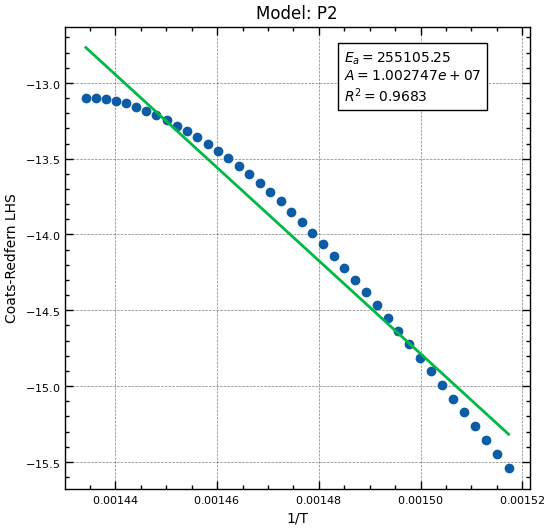 Model: P2
E_a = 255105.25
A = 1.002747e + 07
R² = 0.9683
Coats-Redfern LHS
−13.0
−13.5
−14.0
−14.5
−15.0
−15.5
0.00144 0.00146 0.00148 0.00150 0.00152
1/T